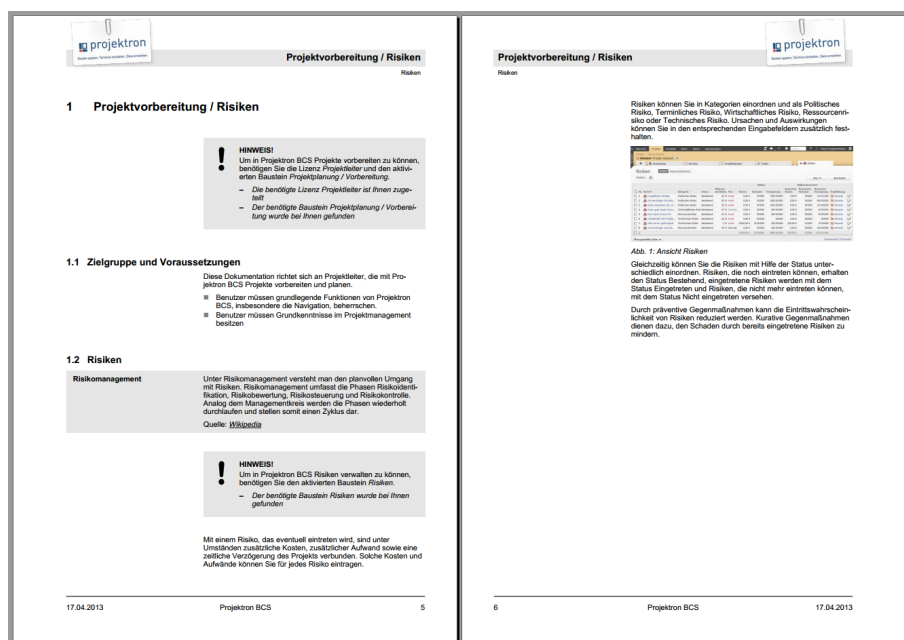 projektron
Projektvorbereitung / Risiken
Risiken
1 Projektvorbereitung / Risiken
HINWEIS!
Um in Projektron BCS Projekte vorbereiten zu können,
benötigen Sie die Lizenz Projektleiter und den aktivi-
erten Baustein Projektplanung / Vorbereitung.
– Die benötigte Lizenz Projektleiter ist Ihnen zuge-
teilt
– Der benötigte Baustein Projektplanung / Vorberei-
tung wurde bei Ihnen gefunden
1.1 Zielgruppe und Voraussetzungen
Diese Dokumentation richtet sich an Projektleiter, die mit Pro-
jektron BCS Projekte vorbereiten und planen.
Benutzer müssen grundlegende Funktionen von Projektron
BCS, insbesondere die Navigation, beherrschen.
Benutzer müssen Grundkenntnisse im Projektmanagement
besitzen
1.2 Risiken
Risikomanagement
Unter Risikomanagement versteht man den planvollen Umgang
mit Risiken. Risikomanagement umfasst die Phasen Risikoidenti-
fikation, Risikobewertung, Risikosteuerung und Risikokontrolle.
Analog dem Managementkreis werden die Phasen wiederholt
durchlaufen und stellen somit einen Zyklus dar.
Quelle: Wikipedia
HINWEIS!
Um in Projektron BCS Risiken verwalten zu können,
benötigen Sie den aktivierten Baustein Risiken.
– Der benötigte Baustein Risiken wurde bei Ihnen
gefunden
Mit einem Risiko, das eventuell eintreten wird, sind unter
Umständen zusätzliche Kosten, zusätzlicher Aufwand sowie eine
zeitliche Verzögerung des Projekts verbunden. Solche Kosten und
Aufwände können Sie für jedes Risiko eintragen.
17.04.2013 Projektron BCS 5
Projektvorbereitung / Risiken
projektron
Risiken
Risiken können Sie in Kategorien einordnen und als Politisches
Risiko, Terminliches Risiko, Wirtschaftliches Risiko, Ressourcenri-
siko oder Technisches Risiko. Ursachen und Auswirkungen
können Sie in den entsprechenden Eingabefeldern zusätzlich fest-
halten.
Abb. 1: Ansicht Risiken
Gleichzeitig können Sie die Risiken mit Hilfe der Status unter-
schiedlich einordnen. Risiken, die noch eintreten können, erhalten
den Status Bestehend, eingetretene Risiken werden mit dem
Status Eingetreten und Risiken, die nicht mehr eintreten können,
mit dem Status Nicht eingetreten versehen.
Durch präventive Gegenmaßnahmen kann die Eintrittswahrschein-
lichkeit von Risiken reduziert werden. Kurative Gegenmaßnahmen
dienen dazu, den Schaden durch bereits eingetretene Risiken zu
mindern.
6 Projektron BCS 17.04.2013